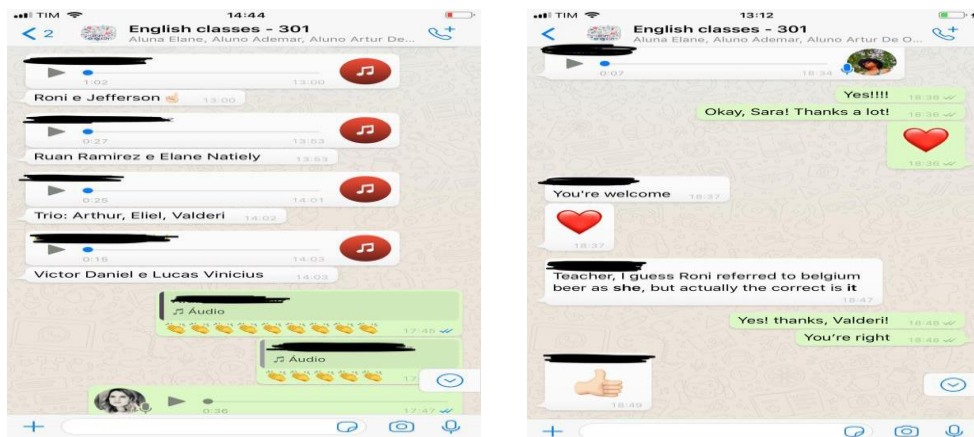 TIM
14:44
2
English classes - 301
Aluna Elane, Aluno Ademar, Aluno Artur De...
1:02
13:00
Roni e Jefferson ☝🏻
13:00
0:27
13:53
Ruan Ramirez e Elane Natiely
13:53
0:25
14:01
Trio: Arthur, Eliel, Valderi
14:02
0:16
14:03
Victor Daniel e Lucas Vinicius
14:03
Áudio
17:45
Áudio
17
0:36
17:47
TIM
13:12
English classes - 301
Aluna Elane, Aluno Ademar, Aluno Artur De O...
0:07
18:34
Yes!!!!
18:36
Okay, Sara! Thanks a lot!
18:36
18:36
You're welcome
18:37
18:37
Teacher, I guess Roni referred to belgium
beer as she, but actually the correct is it
18:47
Yes! thanks, Valderi!
18:48
You're right
18:48
18:49